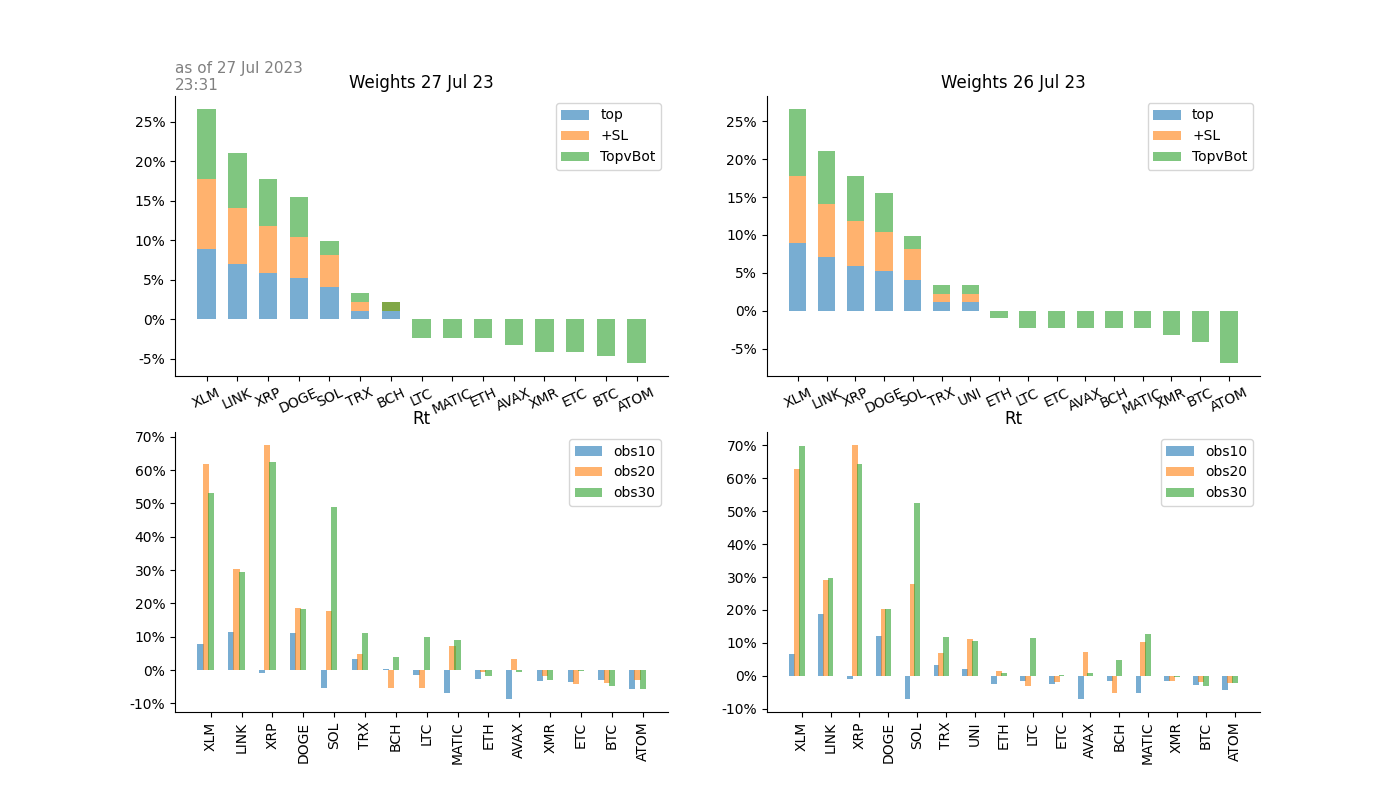 as of 27 Jul 2023
23:31
Weights 27 Jul 23
25%
20%
15%
10%
5%
0%
-5%
top
+SL
TopvBot
XLM LINK XRP DOGE SOL TRX BCH LTC MATIC ETH AVAX XMR ETC BTC ATOM
Weights 26 Jul 23
25%
20%
15%
10%
5%
0%
-5%
top
+SL
TopvBot
XLM LINK XRP DOGE SOL TRX UNI ETH LTC ETC AVAX BCH MATIC XMR BTC ATOM
Rt
70%
60%
50%
40%
30%
20%
10%
0%
-10%
obs10
obs20
obs30
XLM LINK XRP DOGE SOL TRX BCH LTC MATIC ETH AVAX XMR ETC BTC ATOM
Rt
70%
60%
50%
40%
30%
20%
10%
0%
-10%
obs10
obs20
obs30
XLM LINK XRP DOGE SOL TRX UNI ETH LTC ETC AVAX BCH MATIC XMR BTC ATOM